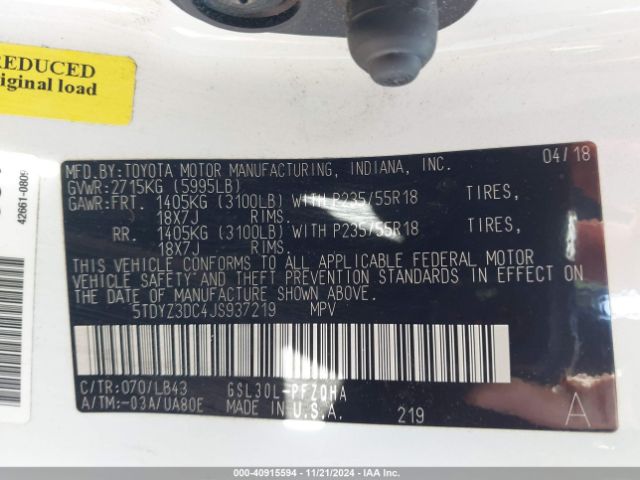 REDUCED
original load
42661-0809
MFD.BY:TOYOTA MOTOR MANUFACTURING, INDIANA, INC. 04/18
GVWR:2715KG (5995LB)
GAWR:FRT. 1405KG (3100LB) WITH P235/55R18 TIRES,
18X7J RIMS.
RR. 1405KG (3100LB) WITH P235/55R18 TIRES,
18X7J RIMS.
THIS VEHICLE CONFORMS TO ALL APPLICABLE FEDERAL MOTOR
VEHICLE SAFETY AND THEFT PREVENTION STANDARDS IN EFFECT ON
THE DATE OF MANUFACTURE SHOWN ABOVE.
5TDYZ3DC4JS937219 MPV
C/TR:070/LB43 GSL30L-PFZQHA
A/TM:-03A/UA80E MADE IN U.S.A. 219 A
000-40915594 | 11/21/2024 | IAA Inc.